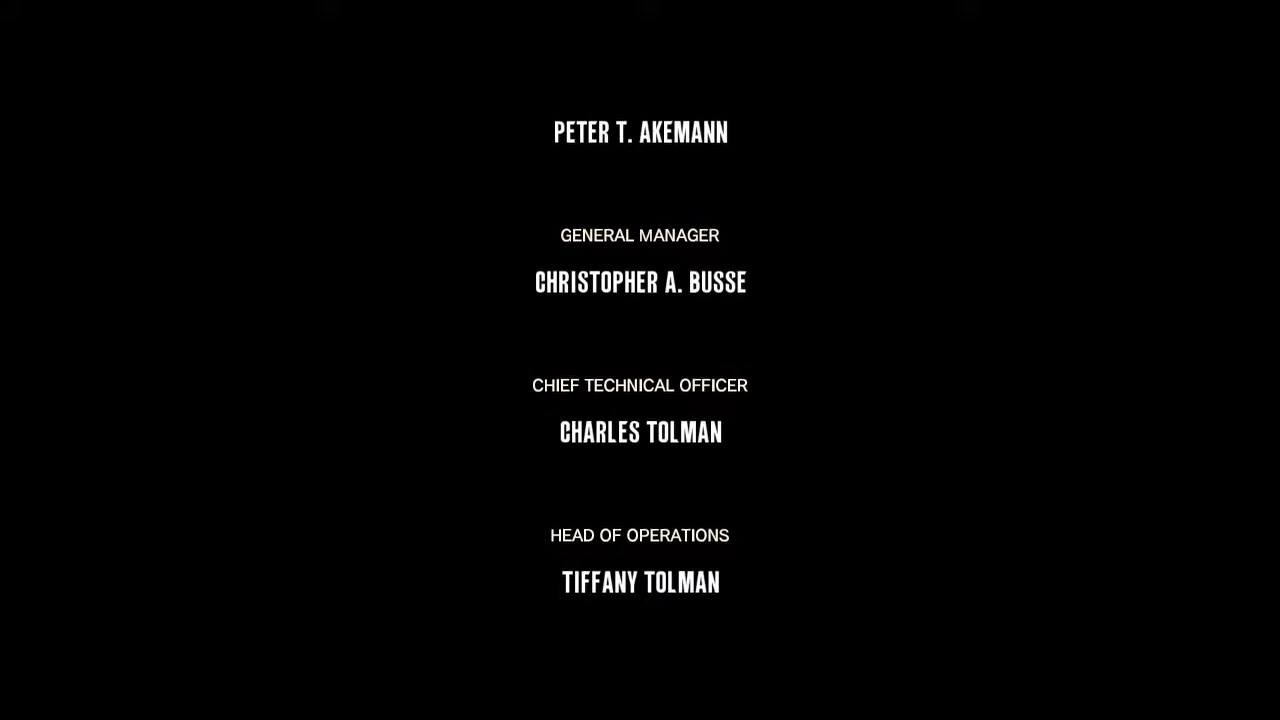 PETER T. AKEMANN
GENERAL MANAGER
CHRISTOPHER A. BUSSE
CHIEF TECHNICAL OFFICER
CHARLES TOLMAN
HEAD OF OPERATIONS
TIFFANY TOLMAN